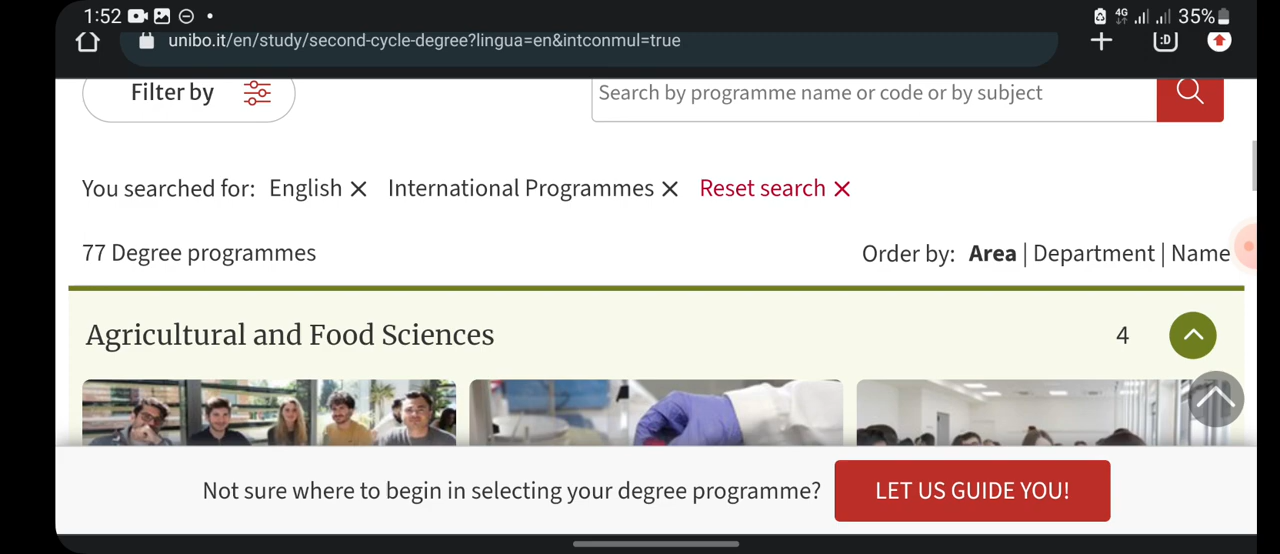 1:52
4G 35%
unibo.it/en/study/second-cycle-degree?lingua=en&intconmul=true
:D
Filter by
Search by programme name or code or by subject
You searched for: English × International Programmes × Reset search ×
77 Degree programmes
Order by: Area | Department | Name
Agricultural and Food Sciences
4
Not sure where to begin in selecting your degree programme?
LET US GUIDE YOU!